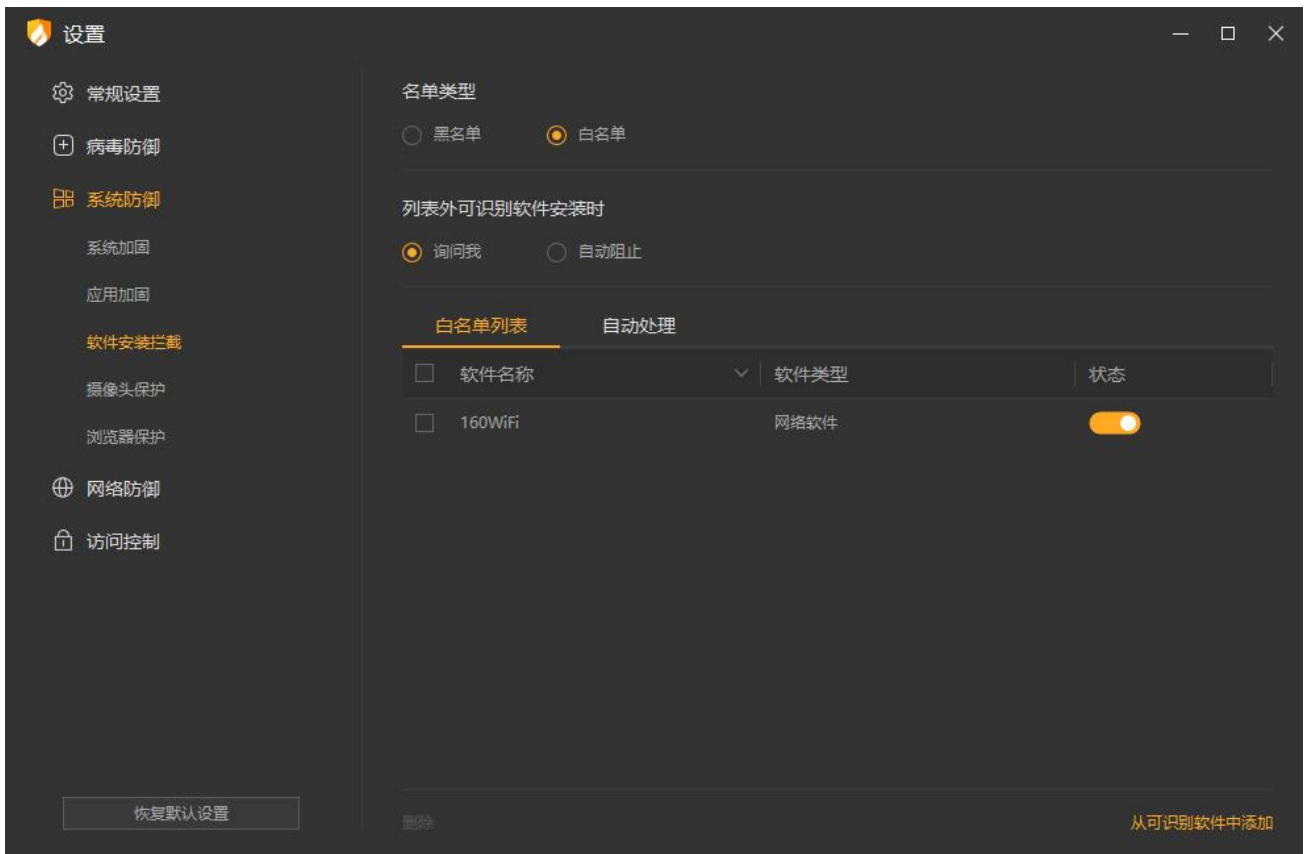 设置
常规设置
病毒防御
系统防御
系统加固
应用加固
软件安装拦截
摄像头保护
浏览器保护
网络防御
访问控制
恢复默认设置
名单类型
黑名单 白名单
列表外可识别软件安装时
询问我 自动阻止
白名单列表 自动处理
软件名称 软件类型 状态
160WiFi 网络软件
删除 从可识别软件中添加